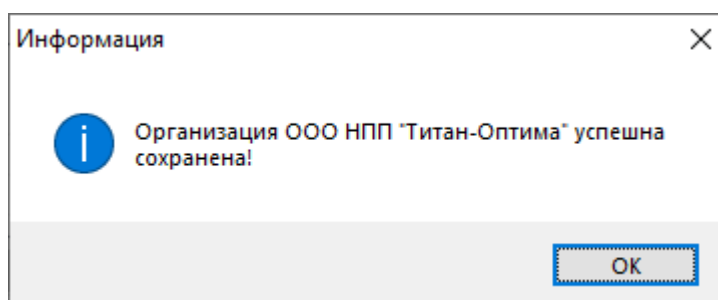 Информация
Организация ООО НПП "Титан-Оптима" успешна
сохранена!
OK